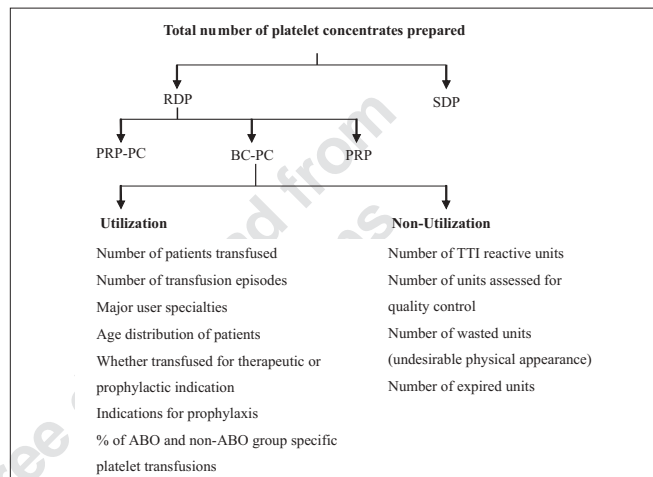 Total number of platelet concentrates prepared
RDP
SDP
PRP-PC
BC-PC
PRP
Utilization
Number of patients transfused
Number of transfusion episodes
Major user specialties
Age distribution of patients
Whether transfused for therapeutic or
prophylactic indication
Indications for prophylaxis
% of ABO and non-ABO group specific
platelet transfusions
Non-Utilization
Number of TTI reactive units
Number of units assessed for
quality control
Number of wasted units
(undesirable physical appearance)
Number of expired units